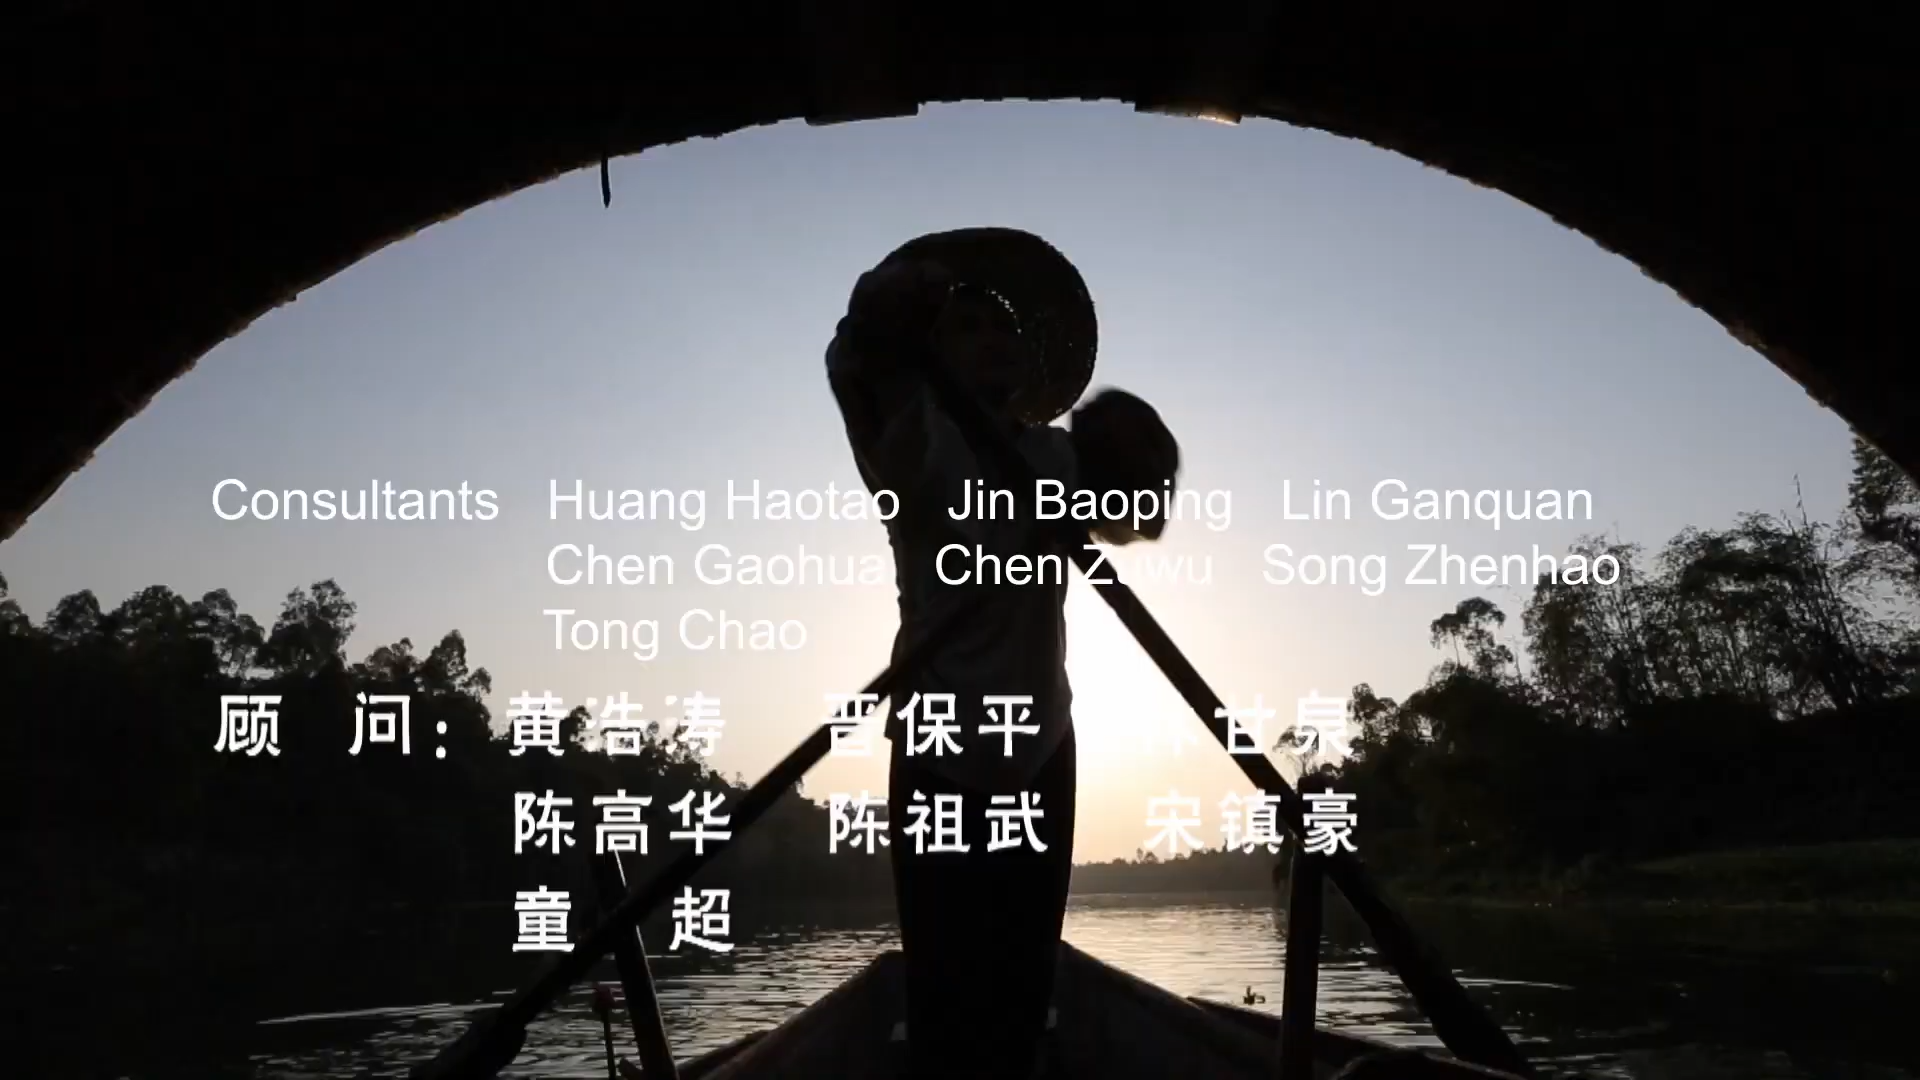 Consultants Huang Haotao Jin Baoping Lin Ganquan
Chen Gaohua Chen Zuwu Song Zhenhao
Tong Chao
顾 问：黄浩涛 晋保平 林甘泉
陈高华 陈祖武 宋镇豪
童 超